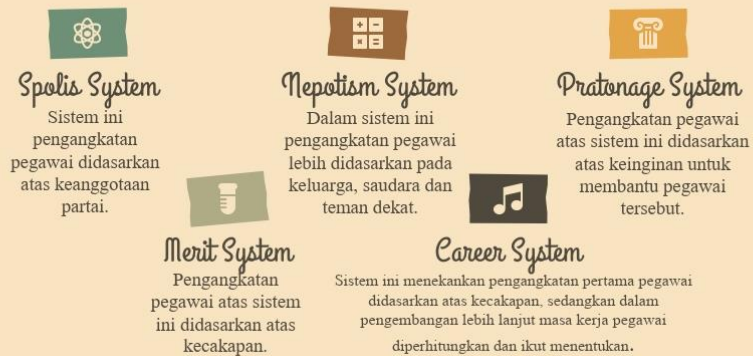 Spolis System
Sistem ini
pengangkatan
pegawai didasarkan
atas keanggotaan
partai.
Nepotism System
Dalam sistem ini
pengangkatan pegawai
lebih didasarkan pada
keluarga, saudara dan
teman dekat.
Pratonage System
Pengangkatan pegawai
atas sistem ini didasarkan
atas keinginan untuk
membantu pegawai
tersebut.
Merit System
Pengangkatan
pegawai atas sistem
ini didasarkan atas
kecakapan.
Career System
Sistem ini menekankan pengangkatan pertama pegawai
didasarkan atas kecakapan, sedangkan dalam
pengembangan lebih lanjut masa kerja pegawai
diperhitungkan dan ikut menentukan.